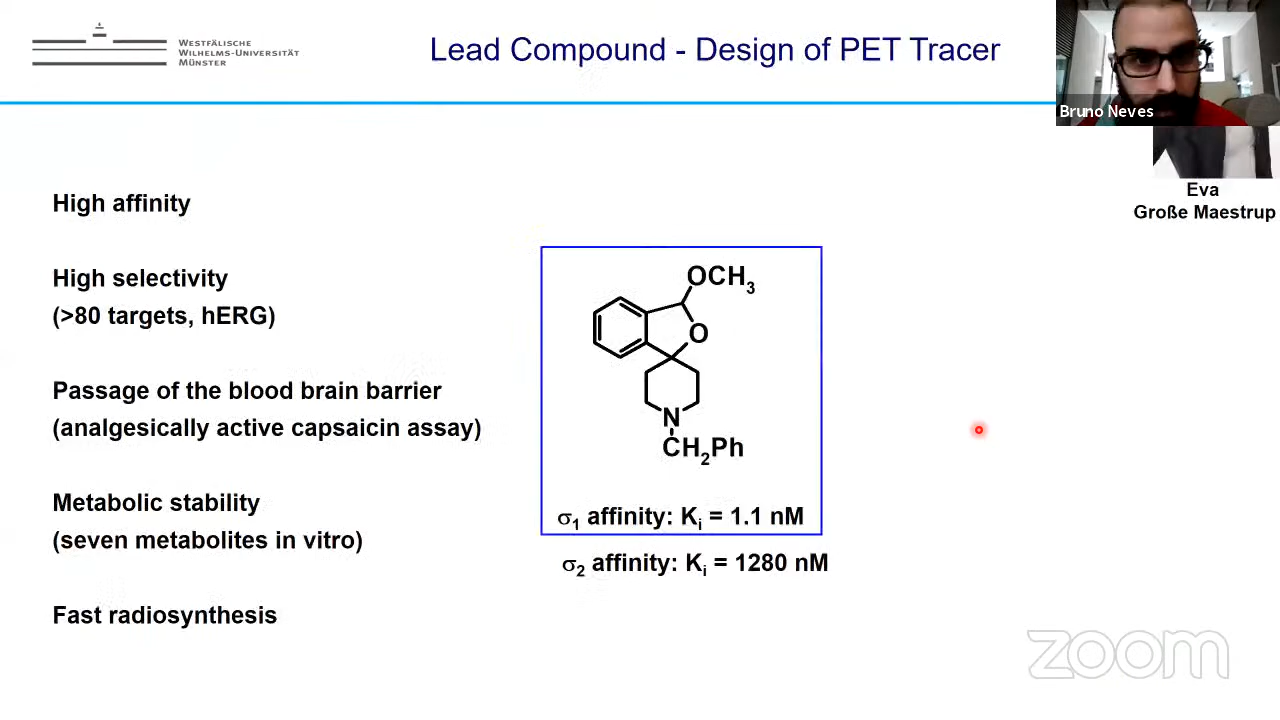 WESTFÄLISCHE
WILHELMS-UNIVERSITÄT
MÜNSTER
Lead Compound - Design of PET Tracer
Bruno Neves
Eva
Große Maestrup
High affinity
High selectivity
(>80 targets, hERG)
Passage of the blood brain barrier
(analgesically active capsaicin assay)
Metabolic stability
(seven metabolites in vitro)
Fast radiosynthesis
OCH3
O
N
CH2Ph
σ1 affinity: Ki = 1.1 nM
σ2 affinity: Ki = 1280 nM
zoom